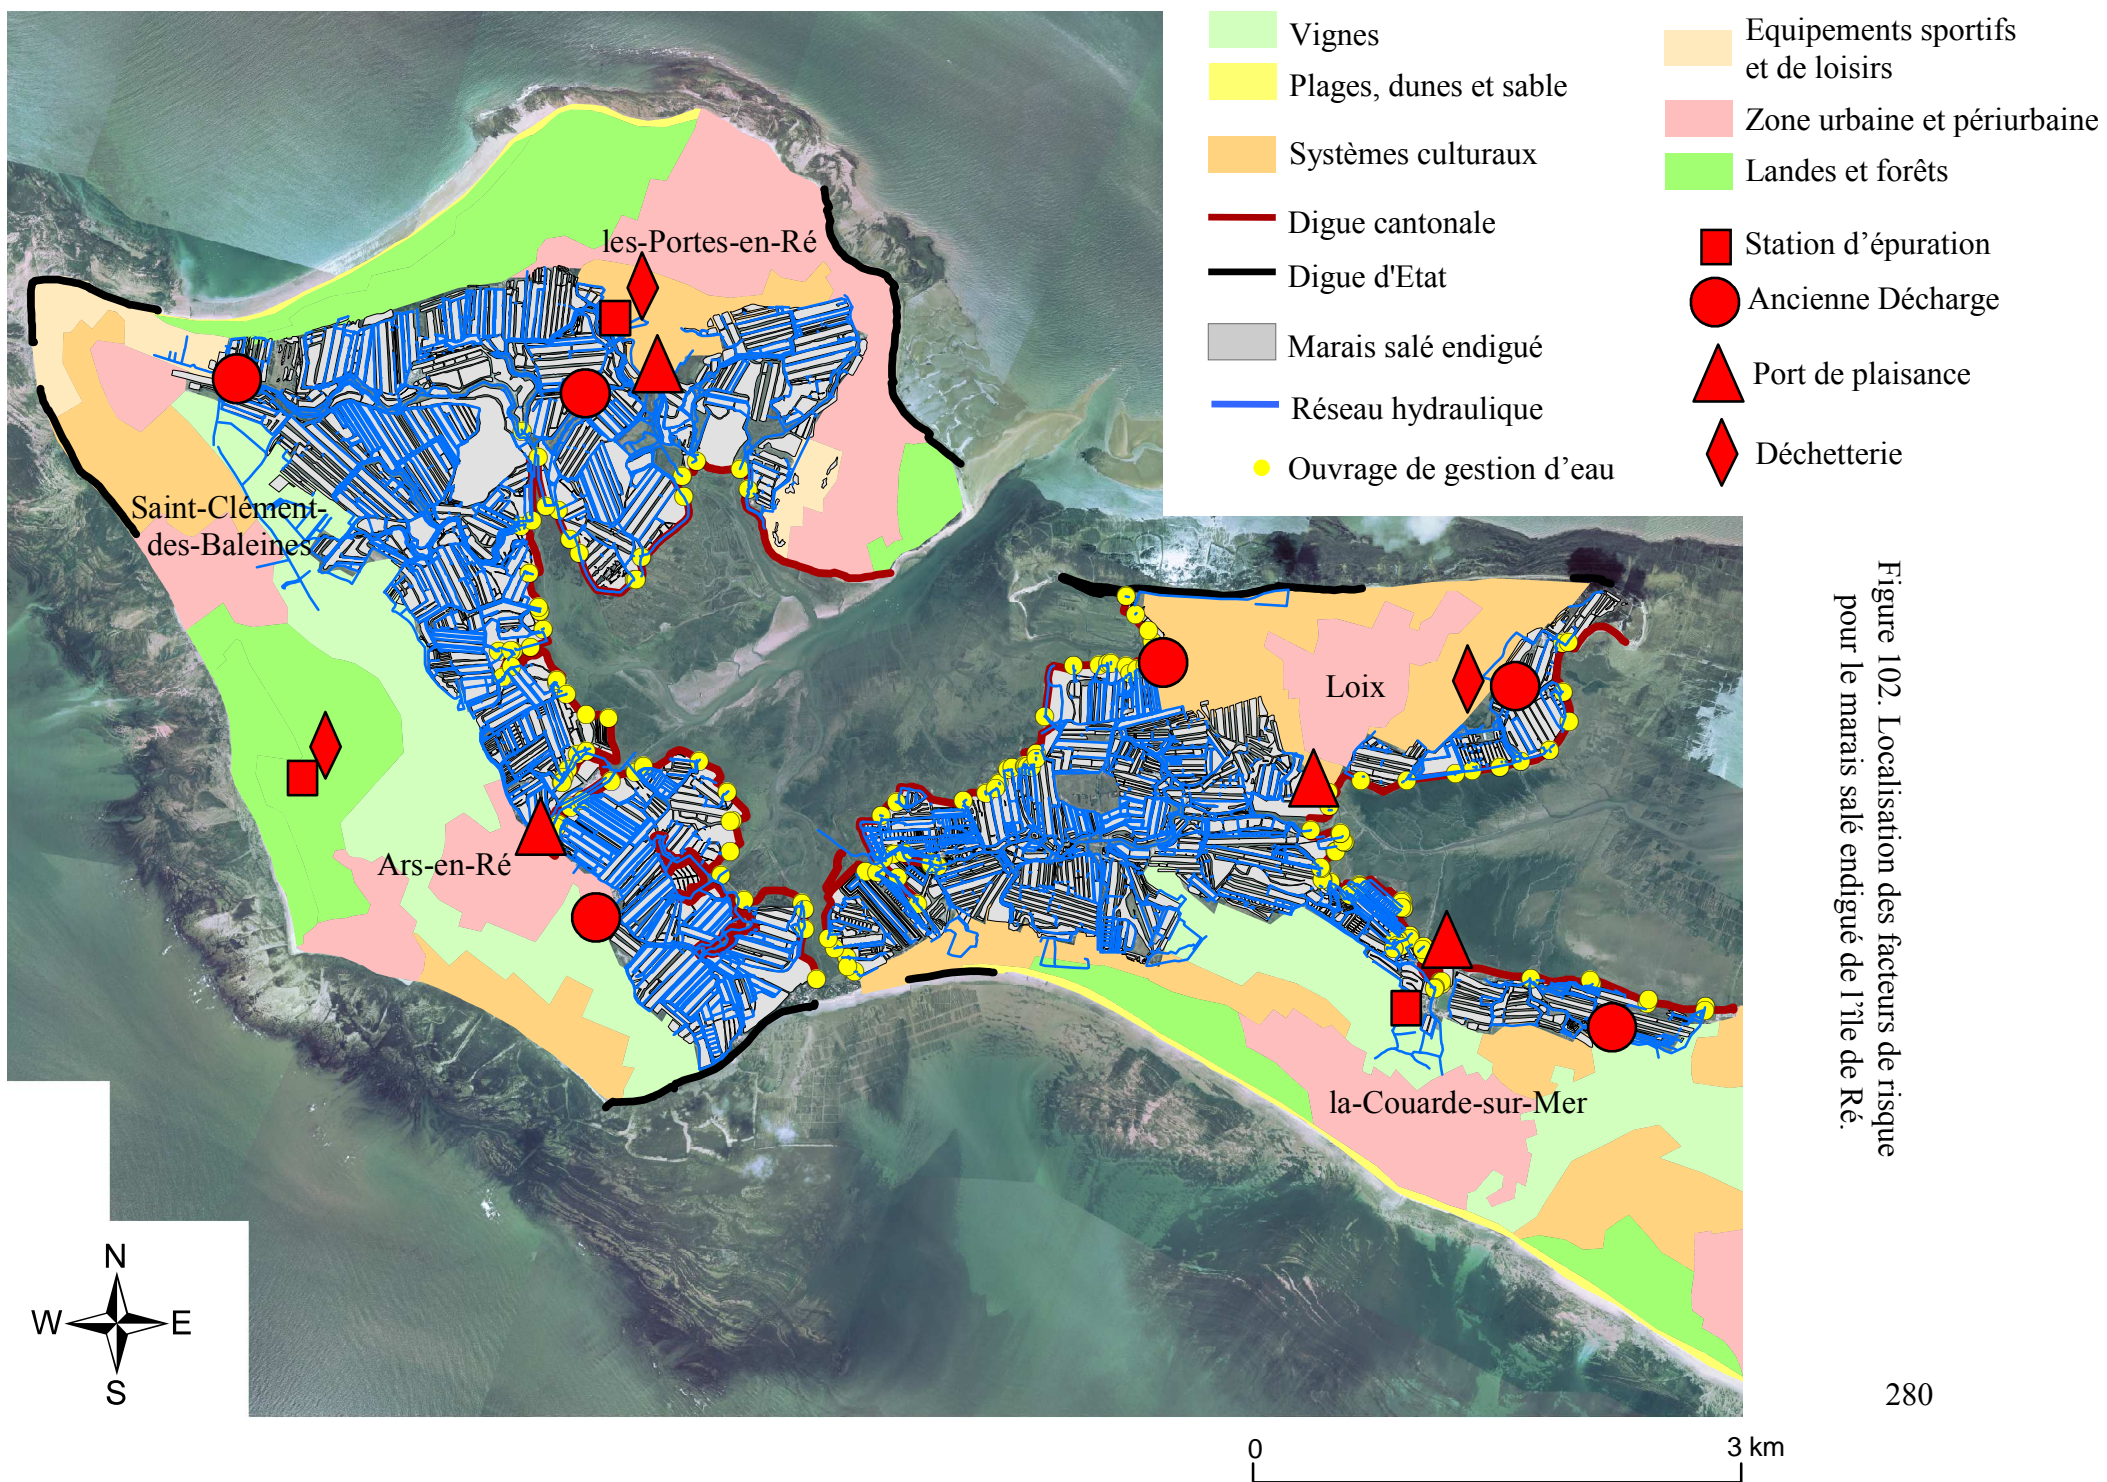 Vignes
Plages, dunes et sable
Systèmes culturaux
Digue cantonale
Digue d'Etat
Marais salé endigué
Réseau hydraulique
Ouvrage de gestion d’eau
Equipements sportifs
et de loisirs
Zone urbaine et périurbaine
Landes et forêts
Station d’épuration
Ancienne Décharge
Port de plaisance
Déchetterie
les-Portes-en-Ré
Saint-Clément-
des-Baleines
Ars-en-Ré
Loix
la-Couarde-sur-Mer
Figure 102. Localisation des facteurs de risque
pour le marais salé endigué de l’île de Ré.
N
W E
S
280
0 3 km